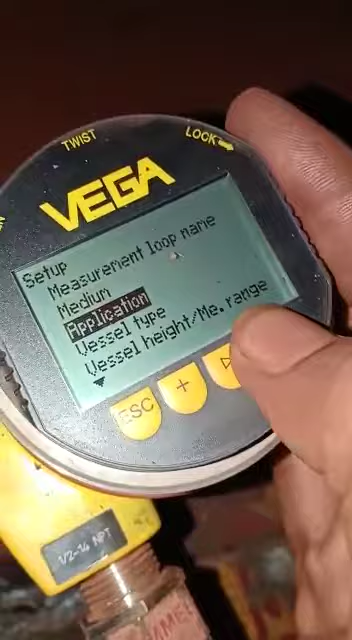 TWIST
LOCK
VEGA
Setup
Measurement loop name
Medium
Application
Vessel type
Vessel height/Me. range
ESC
+
1/2-14 NPT